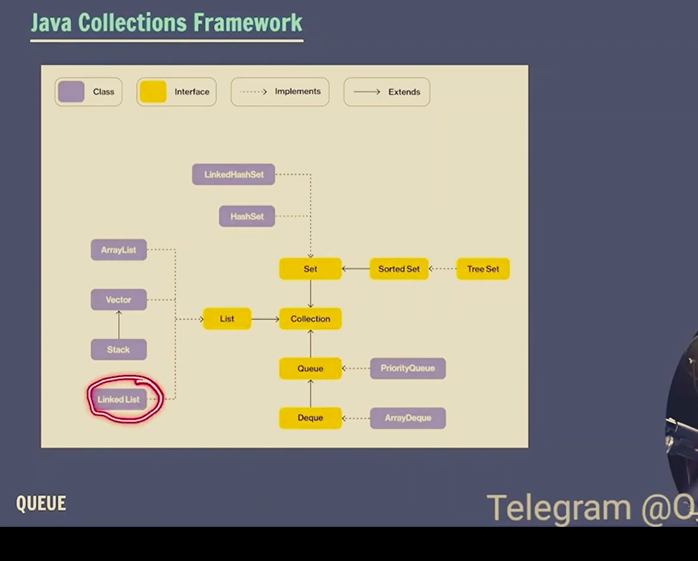 Java Collections Framework
Class
Interface
Implements
Extends
LinkedHashSet
HashSet
ArrayList
Set
Sorted Set
Tree Set
Vector
List
Collection
Stack
Queue
PriorityQueue
Linked List
Deque
ArrayDeque
QUEUE
Telegram